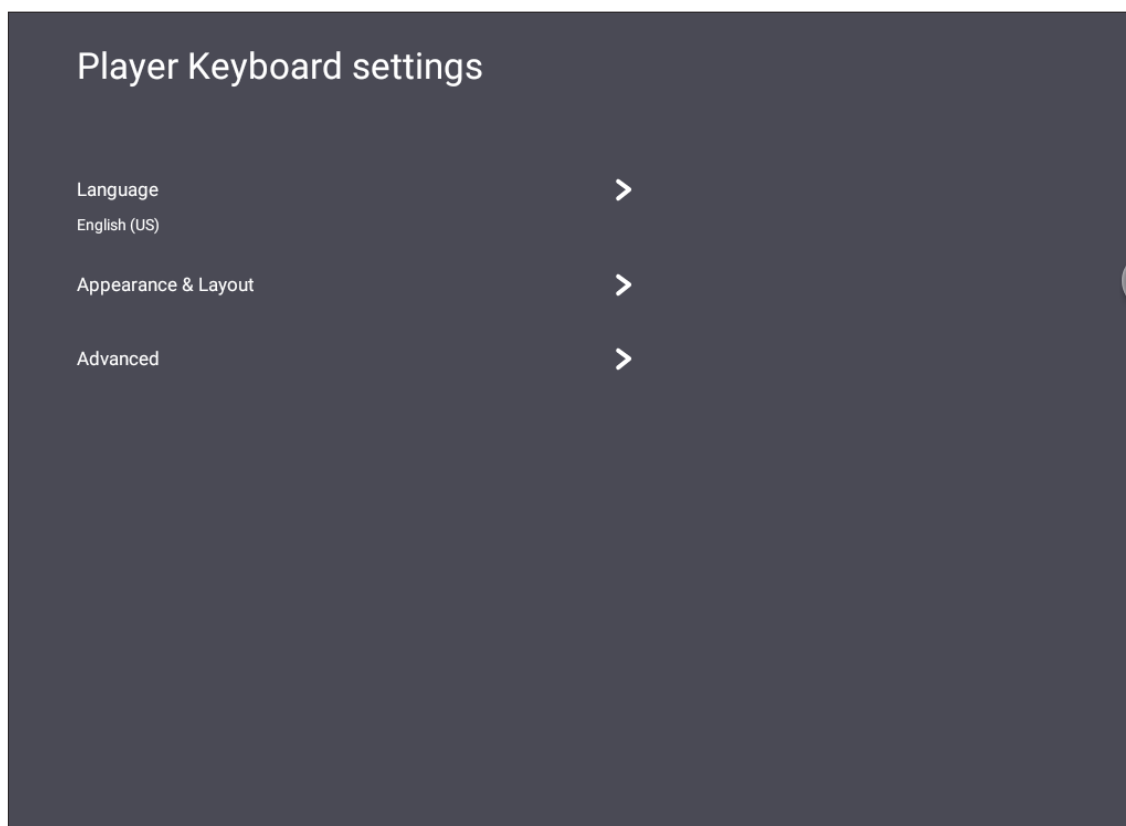 Player Keyboard settings
Language
English (US)
Appearance & Layout
Advanced